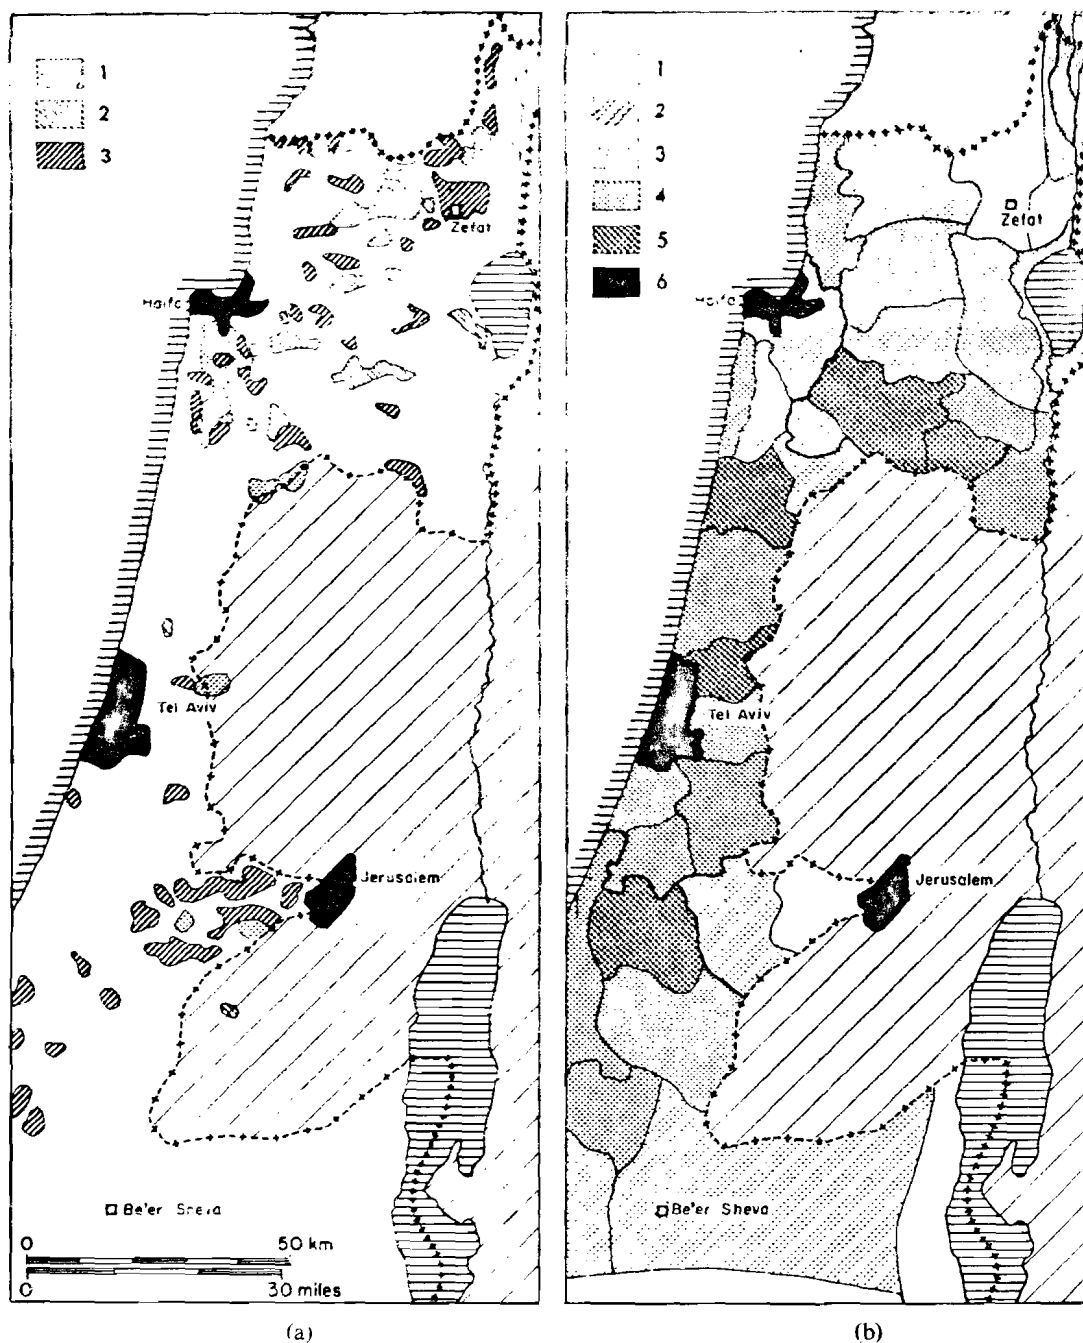 1
2
3
Zefat
Haifa
Tel Aviv
Jerusalem
Be'er Sheva
0 50 km
0 30 miles
(a)
1
2
3
4
5
6
Zefat
Haifa
Tel Aviv
Jerusalem
Be'er Sheva
(b)